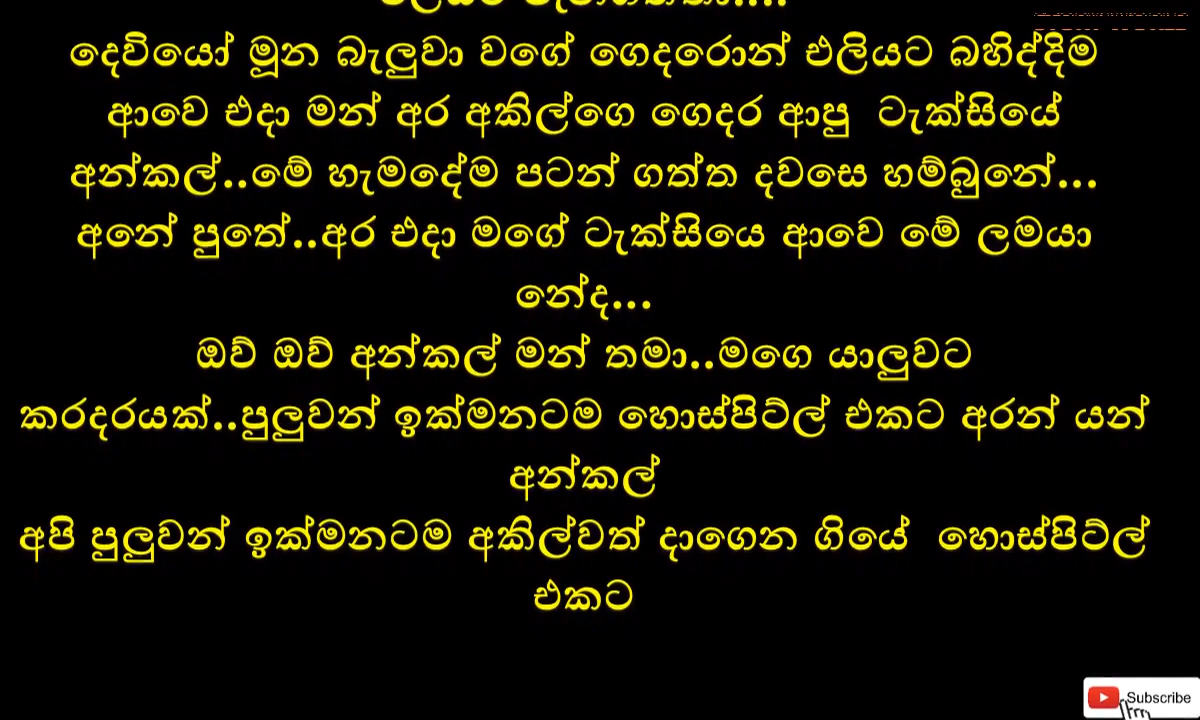 දෙවියෝ මූන බැලුවා වගේ ගෙදරොන් එලියට බහිද්දිම
ආවෙ එදා මන් අර අකිල්ගෙ ගෙදර ආපු ටැක්සියේ
අන්කල්..මේ හැමදේම පටන් ගත්ත දවසෙ හම්බුනේ...
අනේ පුතේ..අර එදා මගේ ටැක්සියෙ ආවෙ මේ ලමයා
නේද...
ඔව් ඔව් අන්කල් මන් තමා..මගෙ යාලුවට
කරදරයක්..පුලුවන් ඉක්මනටම හොස්පිට්ල් එකට අරන් යන්
අන්කල්
අපි පුලුවන් ඉක්මනටම අකිල්වත් දාගෙන ගියේ හොස්පිට්ල්
එකට
Subscribe